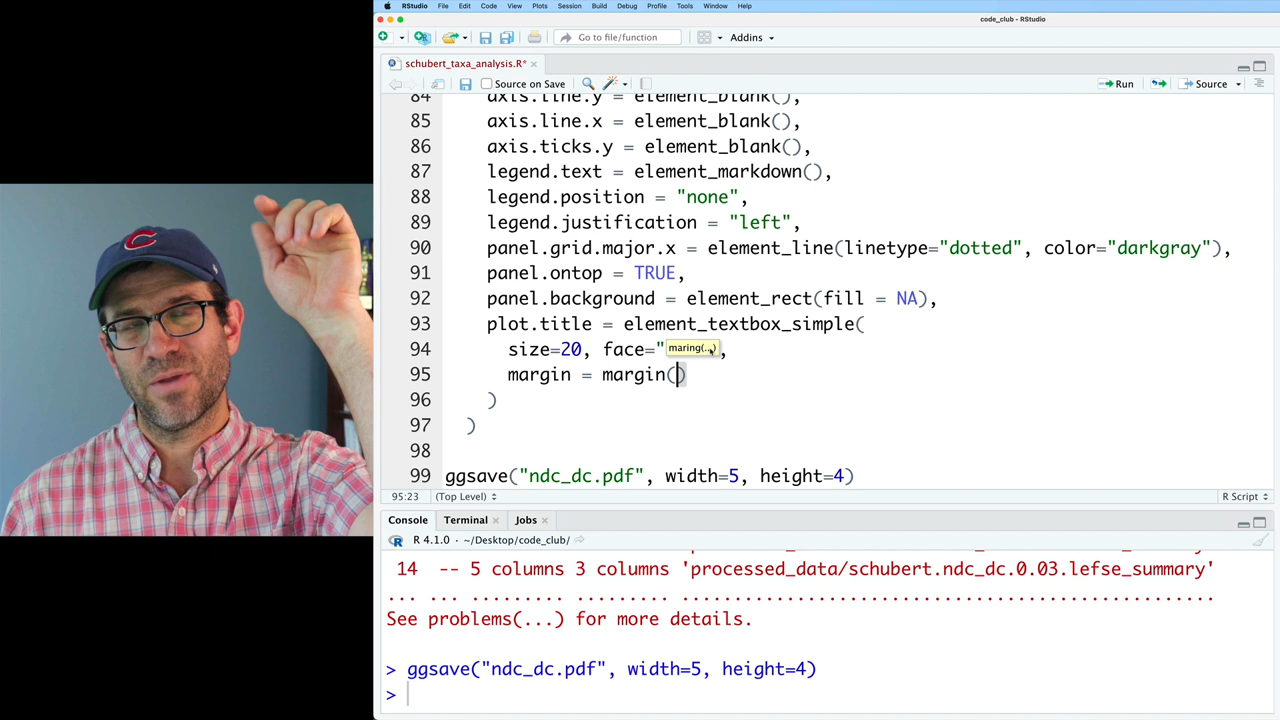 RStudio File Edit Code View Plots Session Build Debug Profile Tools Window Help
code_club - RStudio
Go to file/function Addins
schubert_taxa_analysis.R*
Source on Save Run Source
84 axis.line.y = element_blank(),
85 axis.line.x = element_blank(),
86 axis.ticks.y = element_blank(),
87 legend.text = element_markdown(),
88 legend.position = "none",
89 legend.justification = "left",
90 panel.grid.major.x = element_line(linetype="dotted", color="darkgray"),
91 panel.ontop = TRUE,
92 panel.background = element_rect(fill = NA),
93 plot.title = element_textbox_simple(
94 size=20, face=" maring(...) ,
95 margin = margin()
96 )
97 )
98
99 ggsave("ndc_dc.pdf", width=5, height=4)
95:23 (Top Level) R Script
Console Terminal Jobs
R 4.1.0 · ~/Desktop/code_club/
14 -- 5 columns 3 columns 'processed_data/schubert.ndc_dc.0.03.lefse_summary'
... ... ......... ......... ..................................................
See problems(...) for more details.
> ggsave("ndc_dc.pdf", width=5, height=4)
>